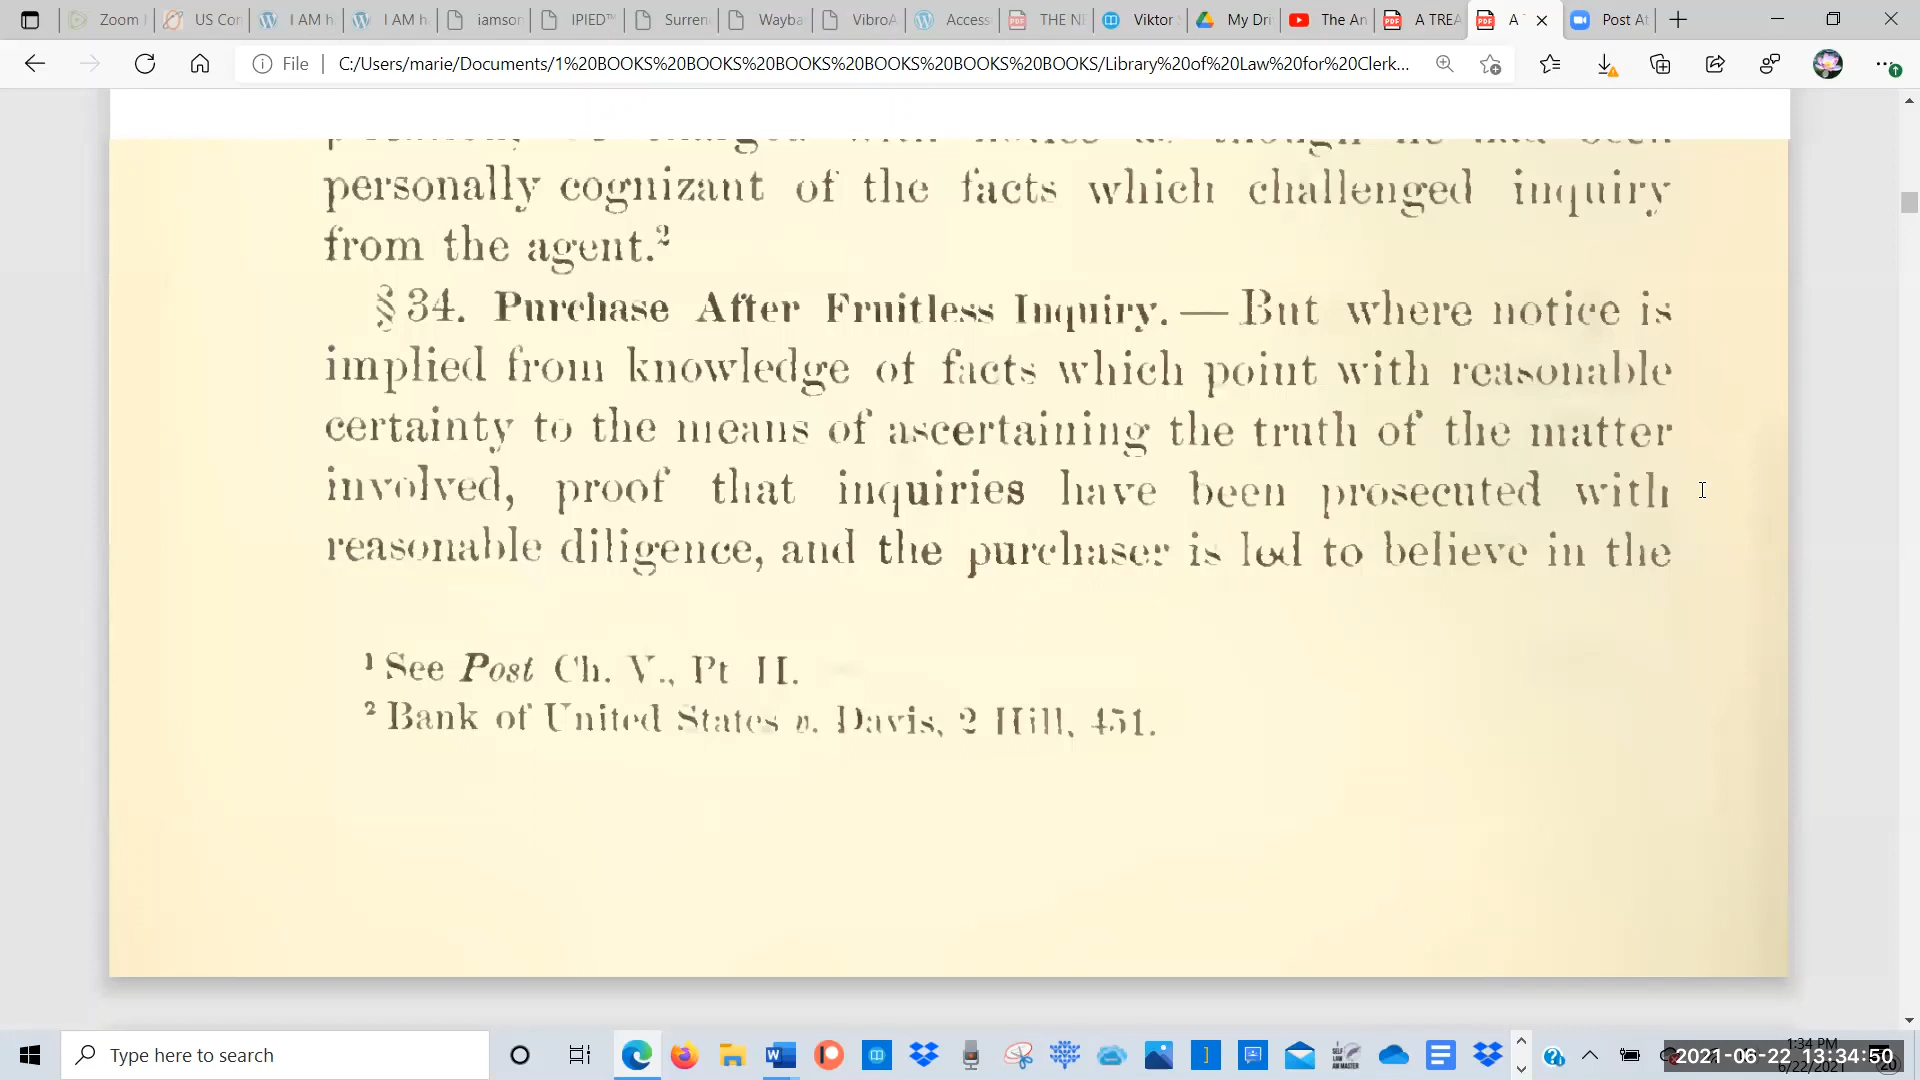 Zoom US Con I AM h I AM h iamson IPIED™ Surren Wayba VibroA Access THE NE Viktor My Dri The An A TREA A Post At
File C:/Users/marie/Documents/1%20BOOKS%20BOOKS%20BOOKS%20BOOKS%20BOOKS%20BOOKS/Library%20of%20Law%20for%20Clerk...
personally cognizant of the facts which challenged inquiry
from the agent.²
§ 34. Purchase After Fruitless Inquiry. — But where notice is
implied from knowledge of facts which point with reasonable
certainty to the means of ascertaining the truth of the matter
involved, proof that inquiries have been prosecuted with
reasonable diligence, and the purchaser is led to believe in the
¹ See Post Ch. V., Pt II.
² Bank of United States v. Davis, 2 Hill, 451.
Type here to search
1:34 PM
2021-06-22 13:34:50
20